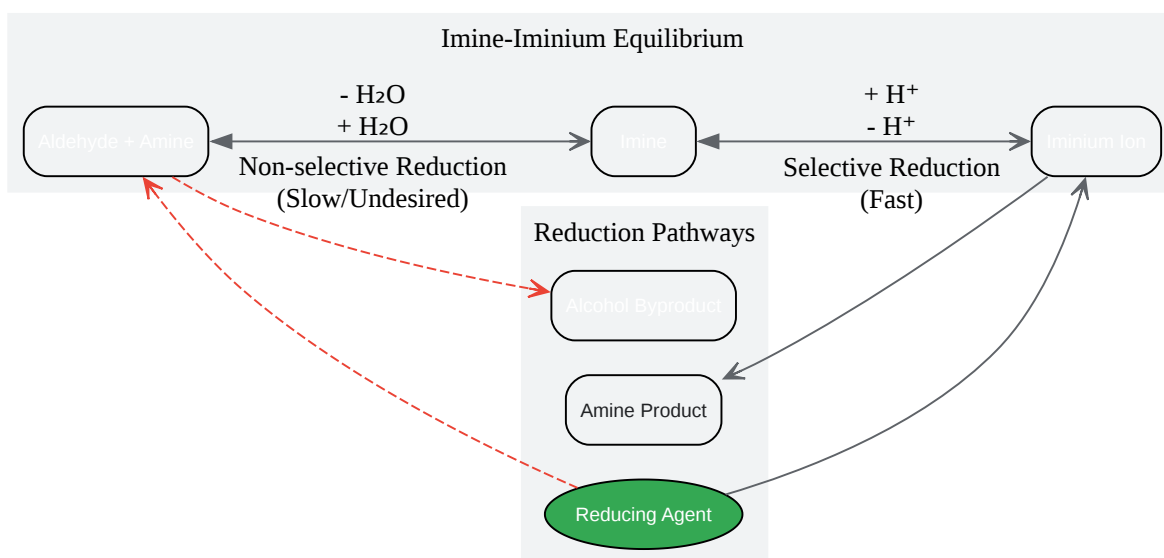 Imine-Iminium Equilibrium
- H₂O
+ H₂O
+ H⁺
- H⁺
Aldehyde + Amine
Imine
Iminium Ion
Non-selective Reduction
(Slow/Undesired)
Selective Reduction
(Fast)
Reduction Pathways
Alcohol Byproduct
Amine Product
Reducing Agent